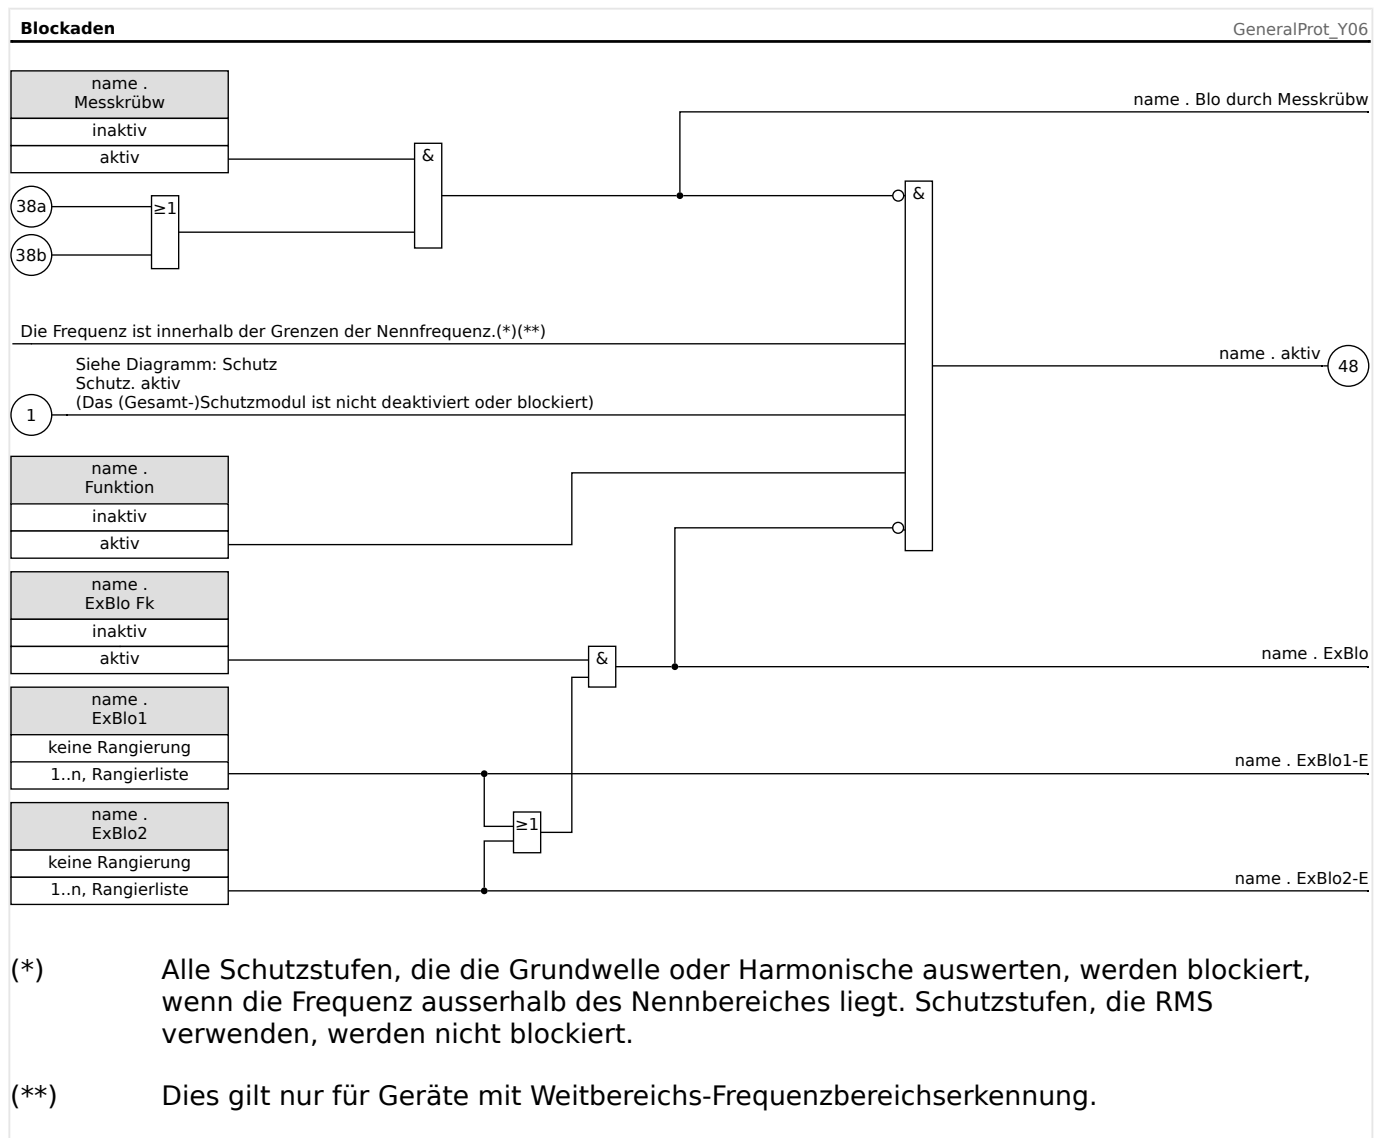 Blockaden
GeneralProt_Y06
name .
Messkrübw
inaktiv
aktiv
name . Blo durch Messkrübw
&
&
38a
≥1
38b
Die Frequenz ist innerhalb der Grenzen der Nennfrequenz.(*)(**)
name . aktiv
48
Siehe Diagramm: Schutz
Schutz. aktiv
(Das (Gesamt-)Schutzmodul ist nicht deaktiviert oder blockiert)
1
name .
Funktion
inaktiv
aktiv
name .
ExBlo Fk
inaktiv
aktiv
&
name . ExBlo
name .
ExBlo1
keine Rangierung
1..n, Rangierliste
name . ExBlo1-E
≥1
name .
ExBlo2
keine Rangierung
1..n, Rangierliste
name . ExBlo2-E
(*) Alle Schutzstufen, die die Grundwelle oder Harmonische auswerten, werden blockiert,
wenn die Frequenz ausserhalb des Nennbereiches liegt. Schutzstufen, die RMS
verwenden, werden nicht blockiert.
(**) Dies gilt nur für Geräte mit Weitbereichs-Frequenzbereichserkennung.